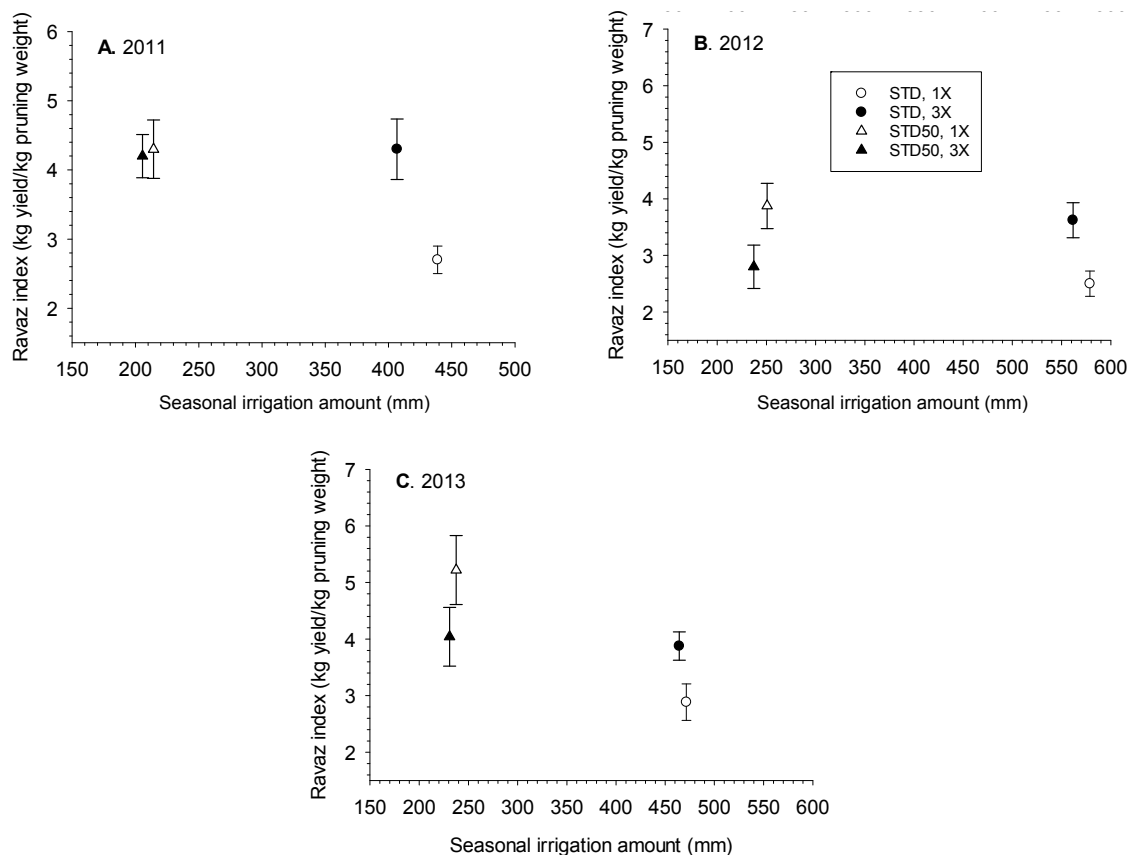 A. 2011
Ravaz index (kg yield/kg pruning weight)
6
5
4
3
2
150 200 250 300 350 400 450 500
Seasonal irrigation amount (mm)
B. 2012
STD, 1X
STD, 3X
STD50, 1X
STD50, 3X
Ravaz index (kg yield/kg pruning weight)
7
6
5
4
3
2
150 200 250 300 350 400 450 500 550 600
Seasonal irrigation amount (mm)
C. 2013
Ravaz index (kg yield/kg pruning weight)
7
6
5
4
3
2
150 200 250 300 350 400 450 500 550 600
Seasonal irrigation amount (mm)